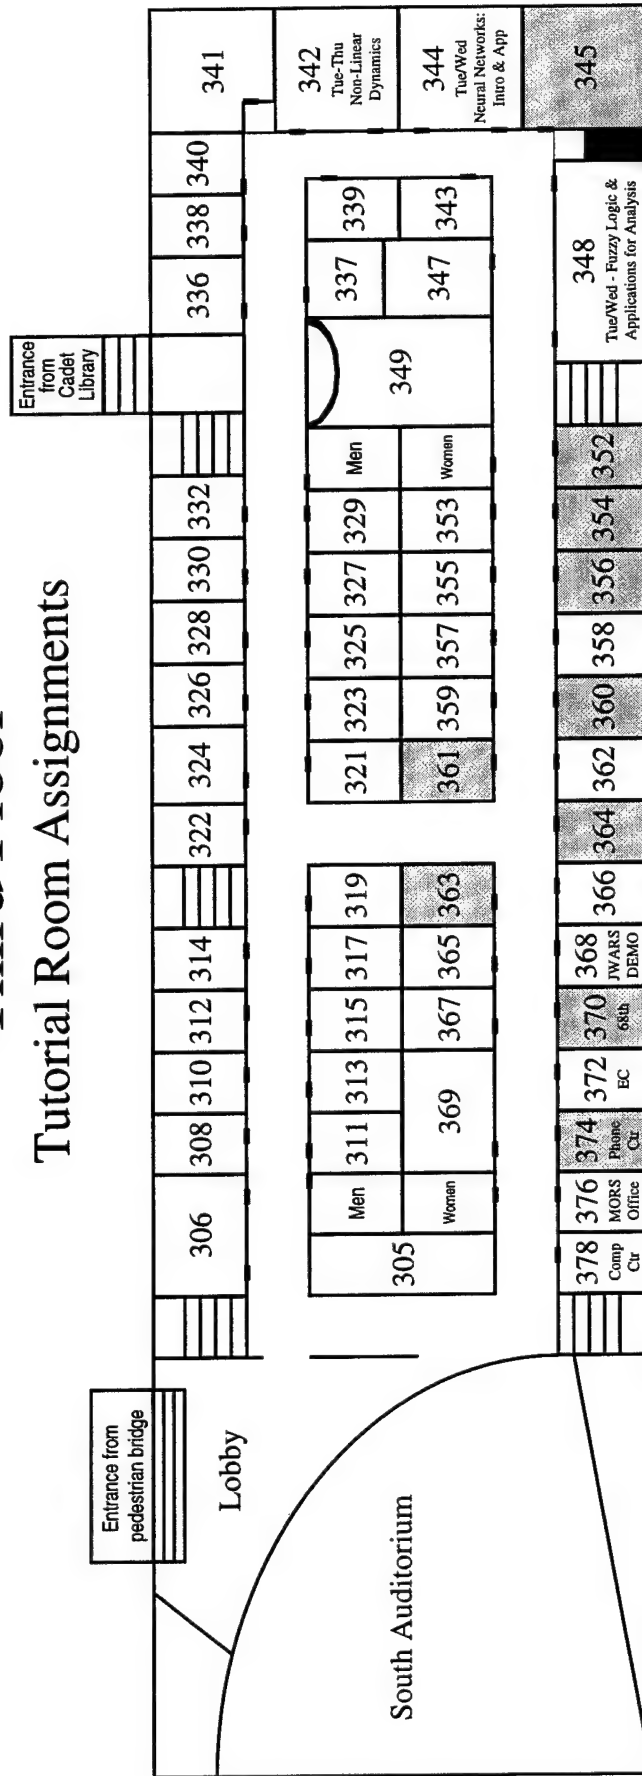 Tutorial Room Assignments
Entrance
from
Cadet
Library
Entrance from
pedestrian bridge
Lobby
South Auditorium
306
308
310
312
314
322
324
326
328
330
332
336
338
340
341
342
Tue-Thu
Non-Linear
Dynamics
344
Tue/Wed
Neural Networks:
Intro & App
345
305
Men
Women
311
313
315
317
319
369
367
365
363
321
323
325
327
329
Men
361
359
357
355
353
Women
349
337
339
347
343
378
Comp
Ctr
376
MORS
Office
374
Phone
Ctr
372
EC
370
68th
368
JWARS
DEMO
366
364
362
360
358
356
354
352
348
Tue/Wed - Fuzzy Logic &
Applications for Analysis